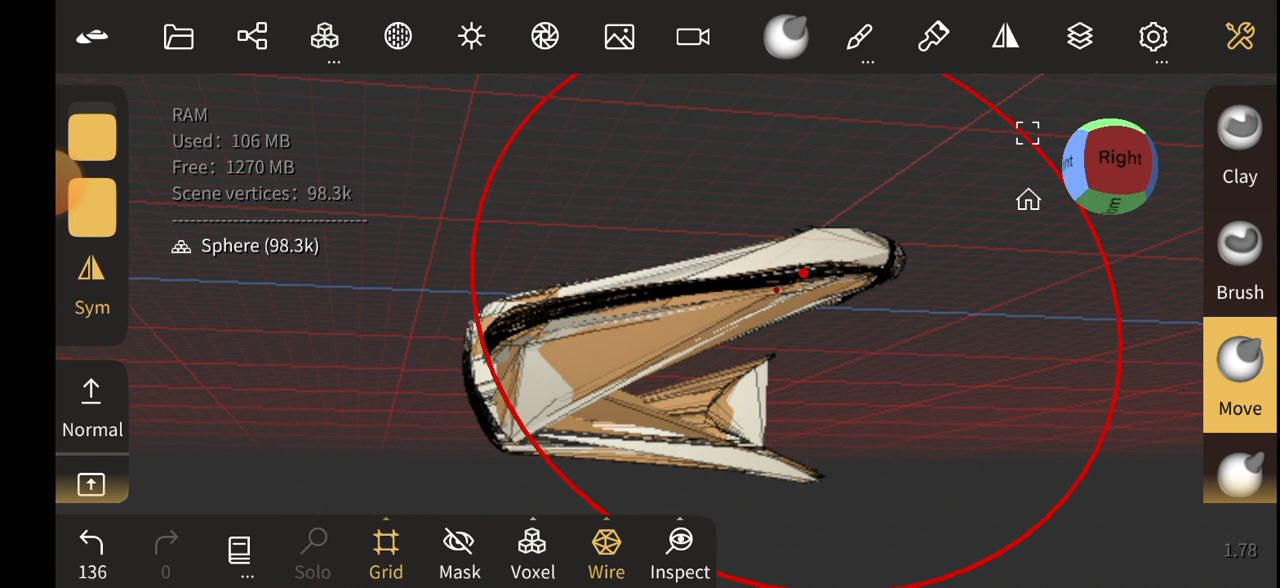 RAM
Used： 106 MB
Free： 1270 MB
Scene vertices： 98.3k
----------------------------------
Sphere (98.3k)
Right
Sym
Normal
Clay
Brush
Move
136
0
...
Solo
Grid
Mask
Voxel
Wire
Inspect
1.78